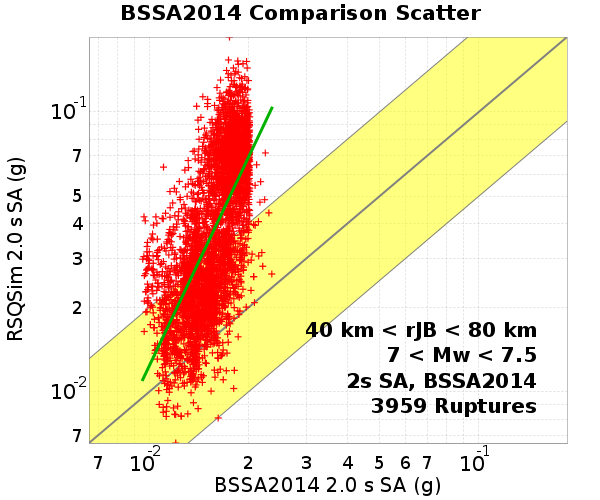 BSSA2014 Comparison Scatter
RSQSim 2.0 s SA (g)
10-1
7
5
4
3
2
10-2
7
40 km < rJB < 80 km
7 < Mw < 7.5
2s SA, BSSA2014
3959 Ruptures
7 10-2 2 3 4 5 6 7 10-1
BSSA2014 2.0 s SA (g)